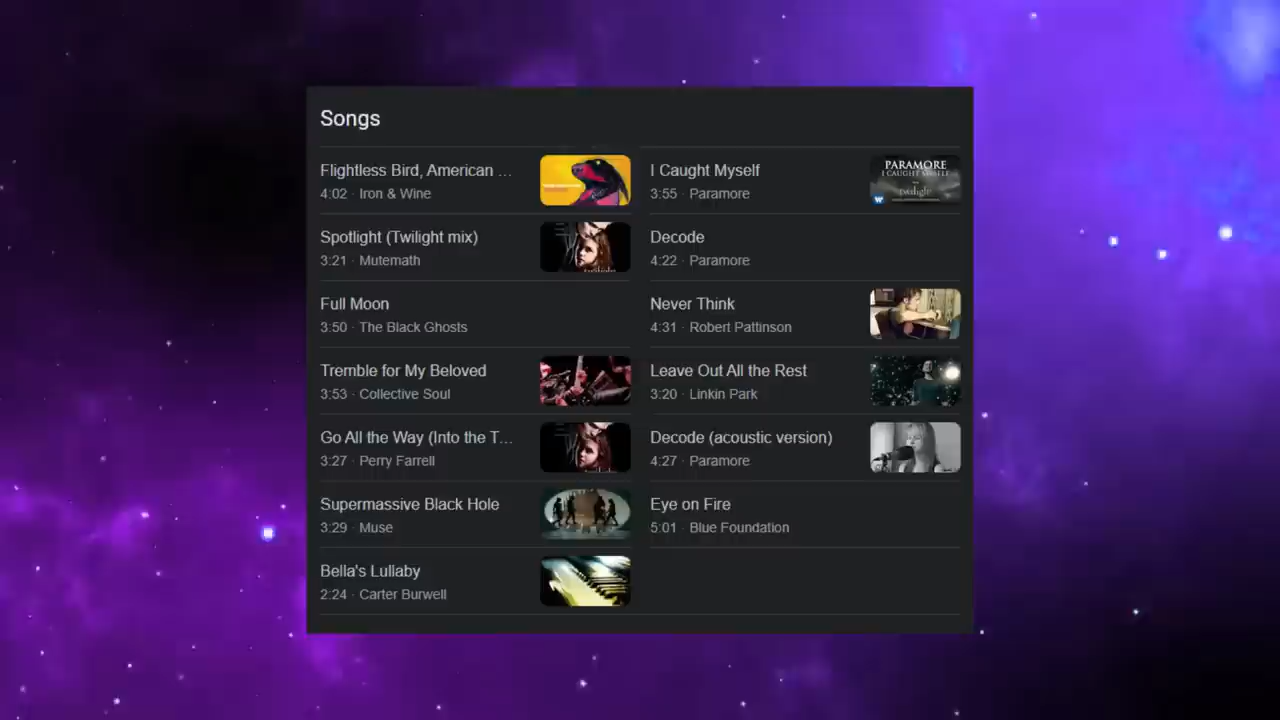 Songs
Flightless Bird, American ...
4:02 · Iron & Wine
I Caught Myself
3:55 · Paramore
PARAMORE
I CAUGHT MYSELF
twilight
Spotlight (Twilight mix)
3:21 · Mutemath
twilight
Decode
4:22 · Paramore
Full Moon
3:50 · The Black Ghosts
Never Think
4:31 · Robert Pattinson
Tremble for My Beloved
3:53 · Collective Soul
Leave Out All the Rest
3:20 · Linkin Park
Go All the Way (Into the T...
3:27 · Perry Farrell
Decode (acoustic version)
4:27 · Paramore
Supermassive Black Hole
3:29 · Muse
Eye on Fire
5:01 · Blue Foundation
Bella's Lullaby
2:24 · Carter Burwell